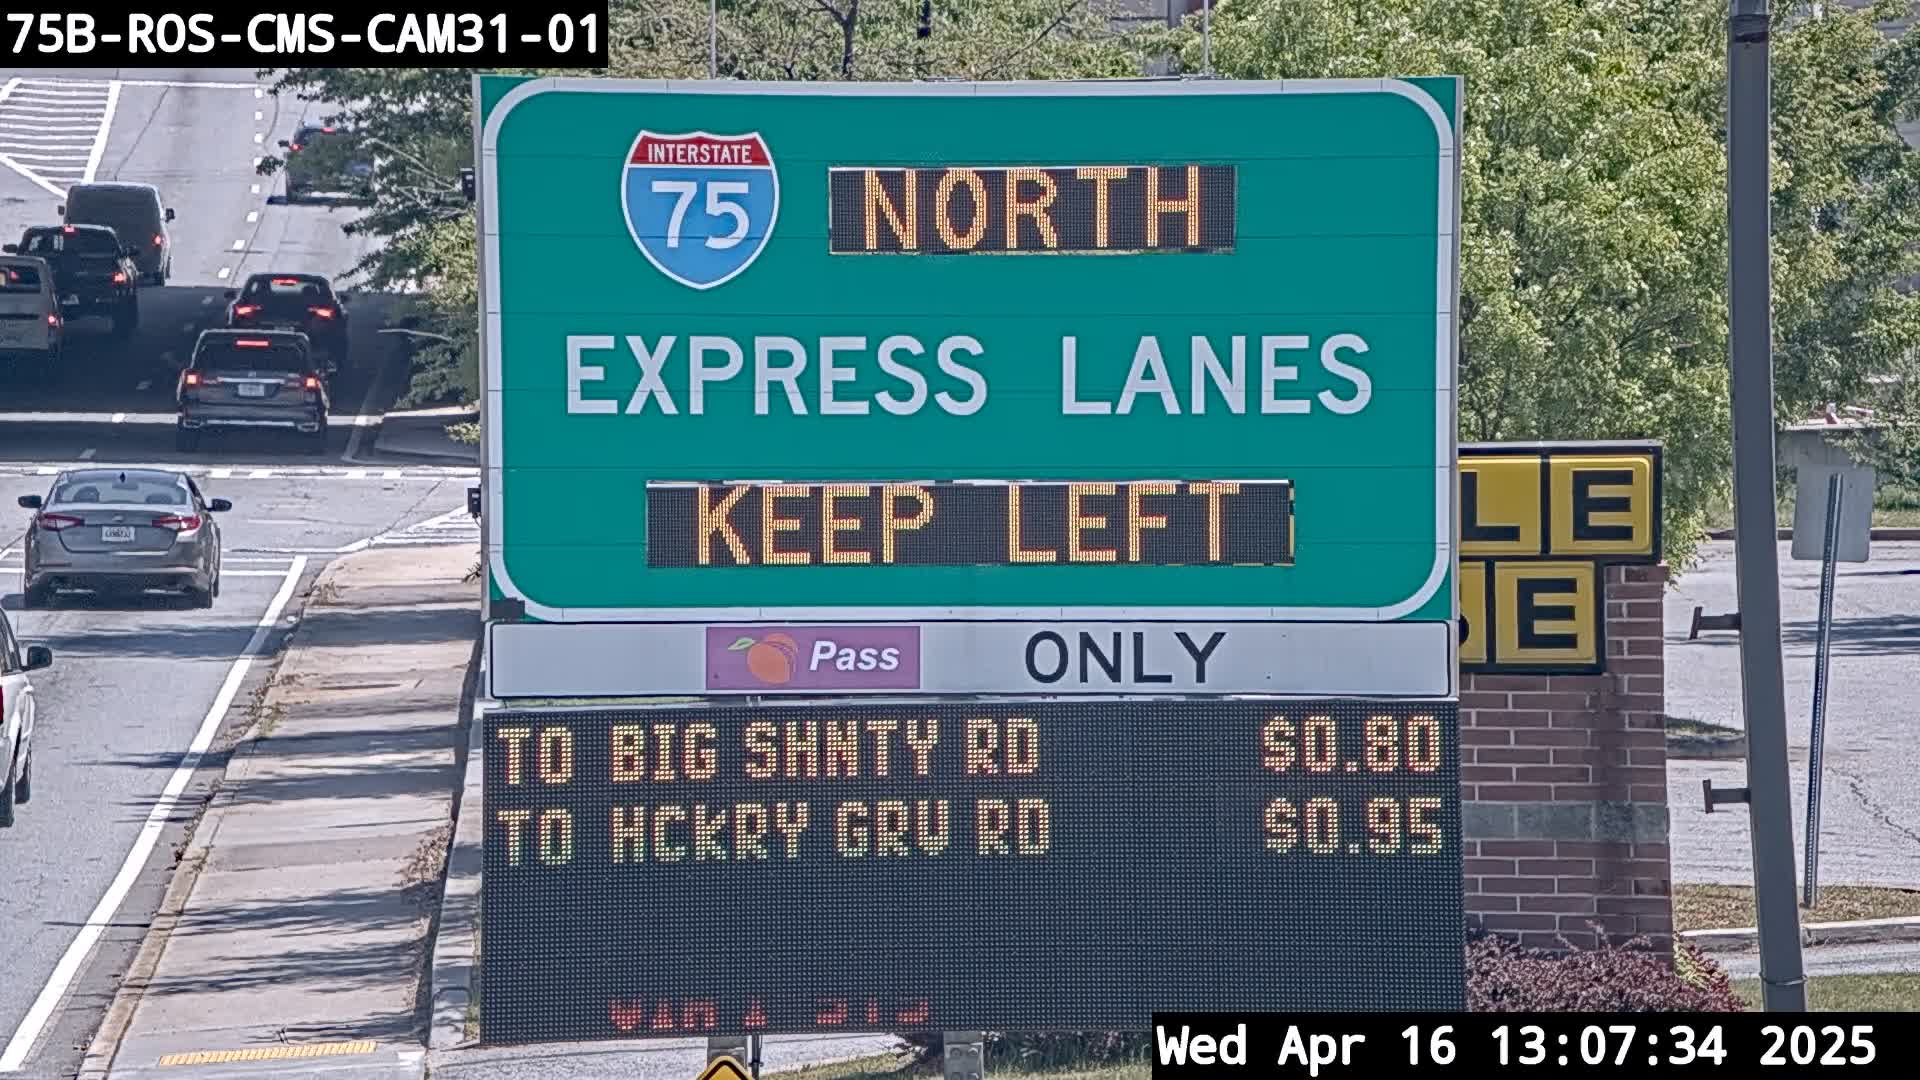 75B-ROS-CMS-CAM31-01
INTERSTATE
75
NORTH
EXPRESS LANES
KEEP LEFT
Pass ONLY
LE
E
TO BIG SHNTY RD $0.80
TO HCKRY GRV RD $0.95
Wed Apr 16 13:07:34 2025